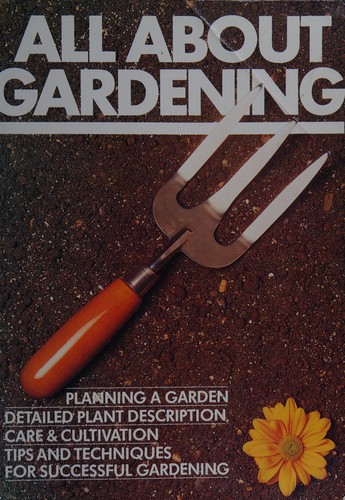 ALL ABOUT
GARDENING
PLANNING A GARDEN
DETAILED PLANT DESCRIPTION,
CARE & CULTIVATION
TIPS AND TECHNIQUES
FOR SUCCESSFUL GARDENING